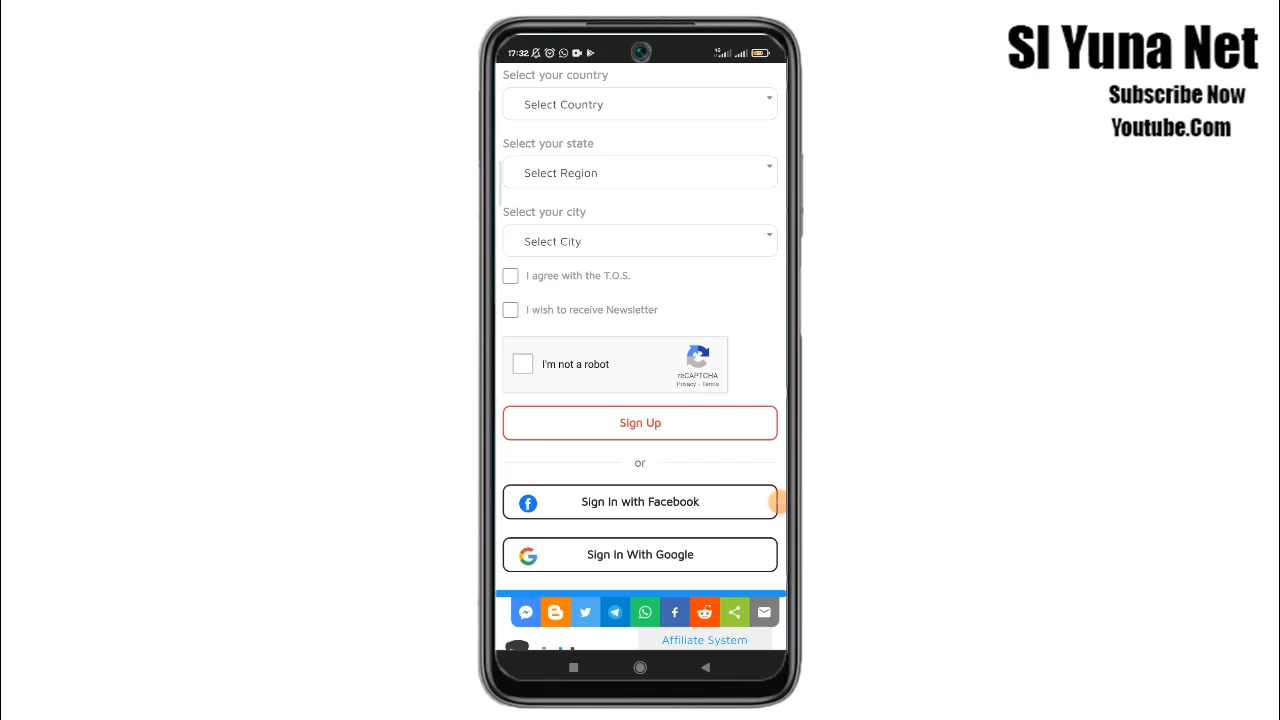 SI Yuna Net
Subscribe Now
Youtube.Com
17:32
4G
Select your country
Select Country
Select your state
Select Region
Select your city
Select City
I agree with the T.O.S.
I wish to receive Newsletter
I'm not a robot
reCAPTCHA
Privacy - Terms
Sign Up
or
Sign In with Facebook
Sign In With Google
Affiliate System